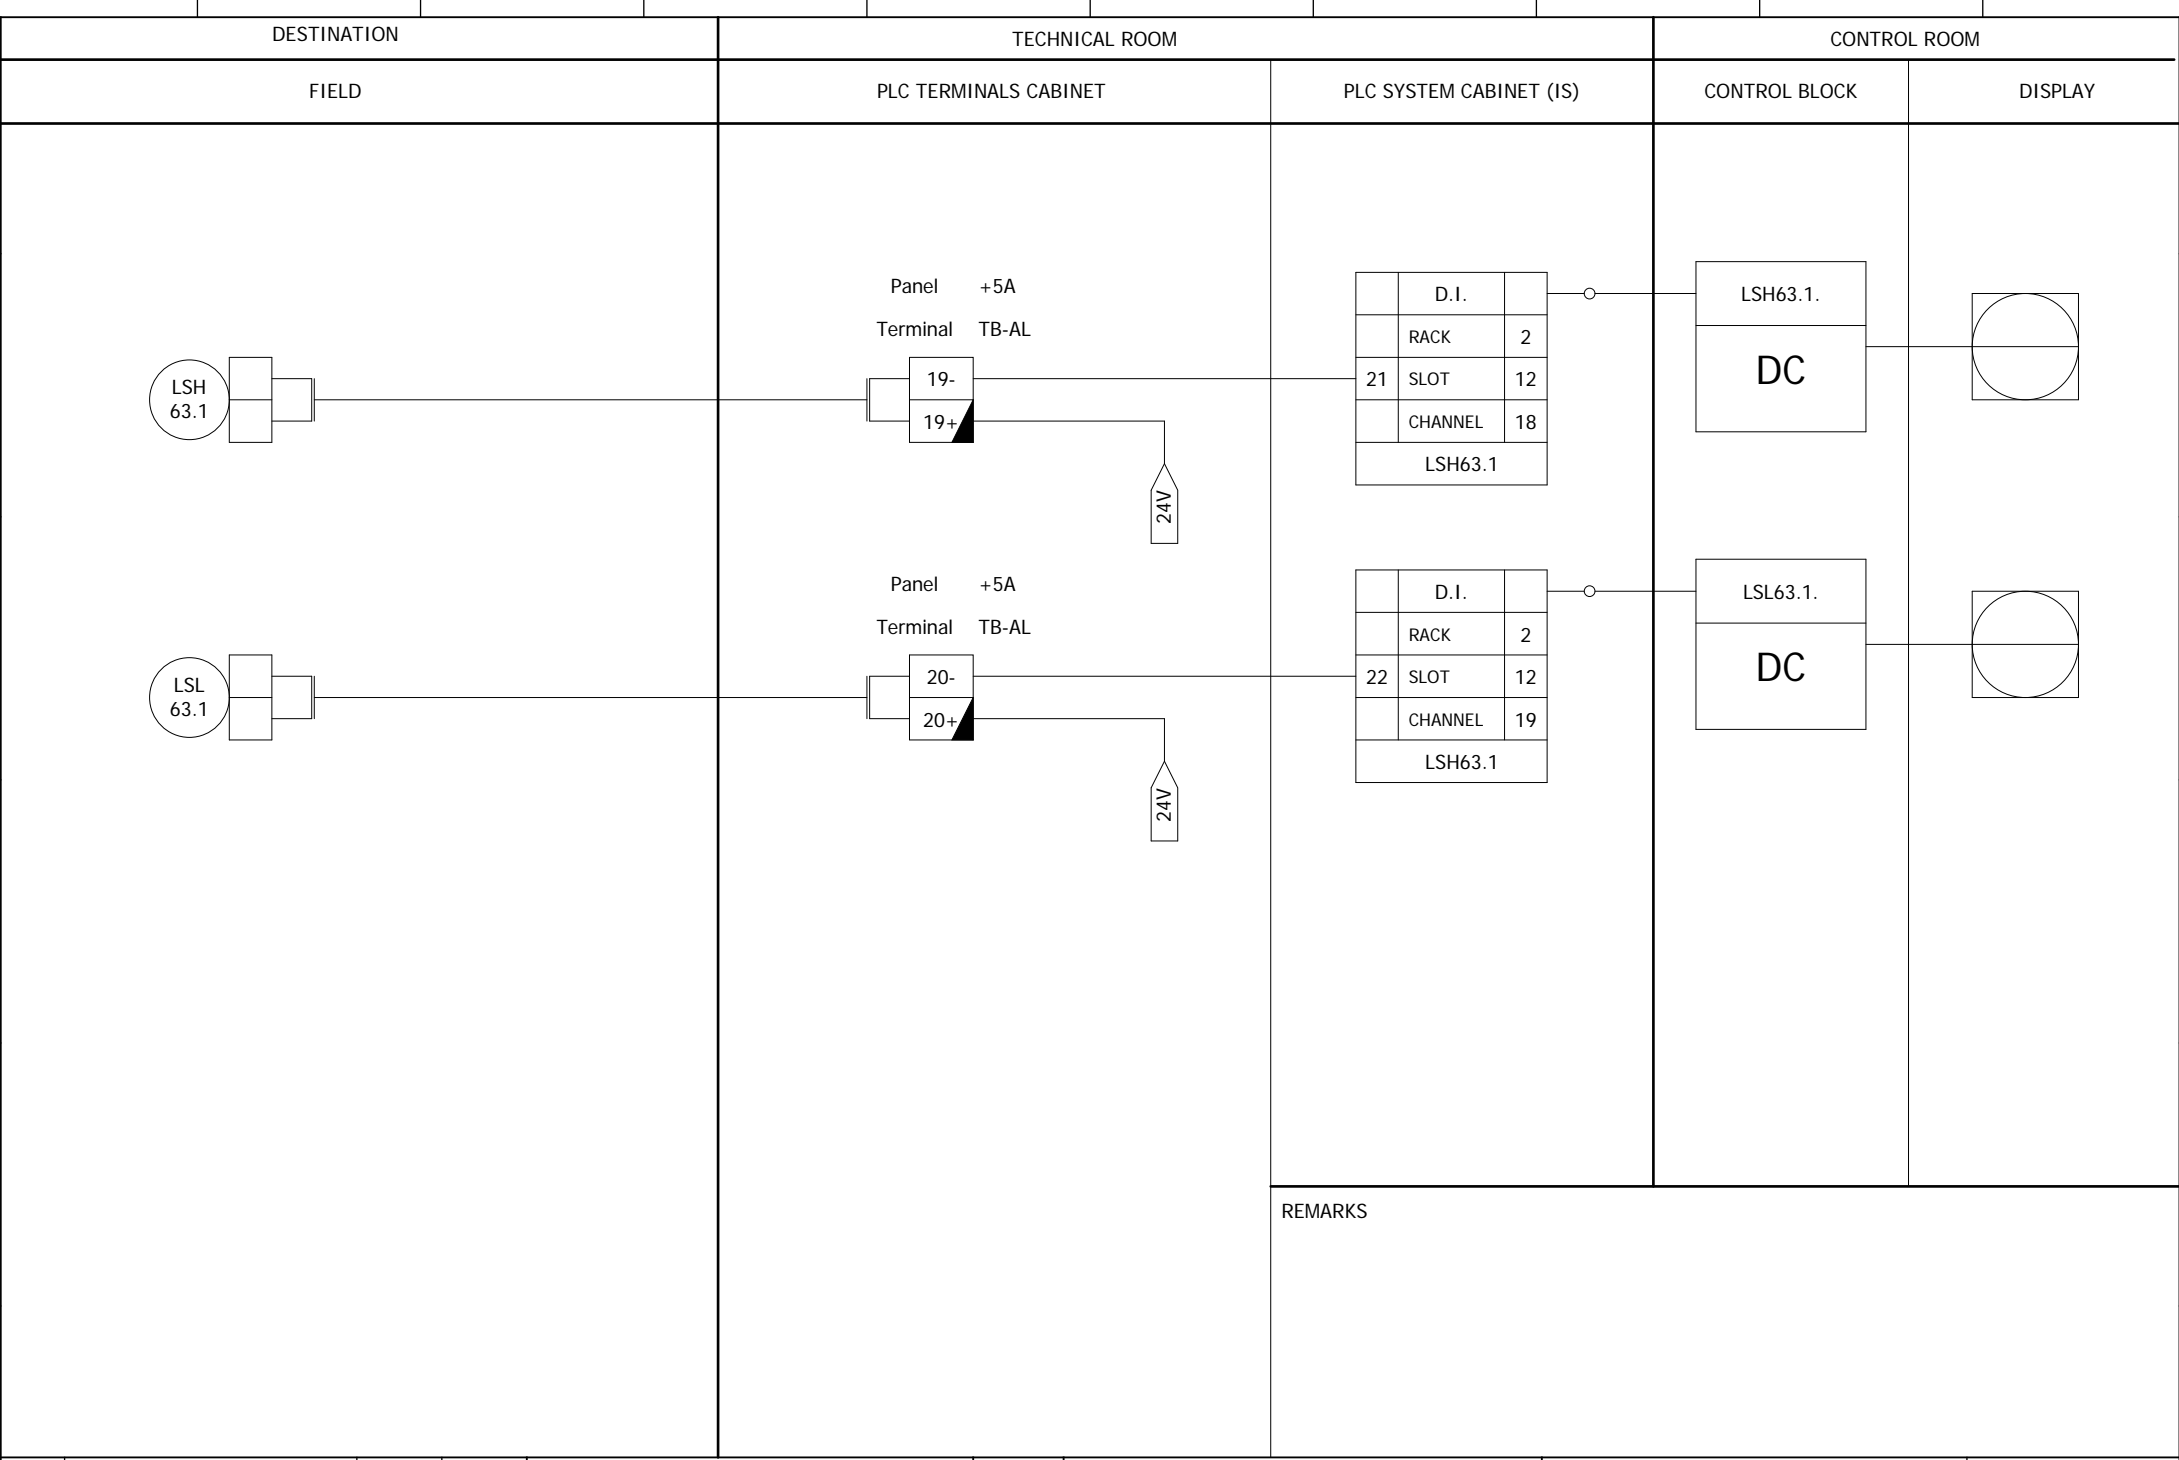 DESTINATION
TECHNICAL ROOM
CONTROL ROOM
FIELD
PLC TERMINALS CABINET
PLC SYSTEM CABINET (IS)
CONTROL BLOCK
DISPLAY
Panel +5A
Terminal TB-AL
LSH
63.1
19-
19+
24V
D.I.
RACK 2
21 SLOT 12
CHANNEL 18
LSH63.1
LSH63.1.
DC
Panel +5A
Terminal TB-AL
LSL
63.1
20-
20+
24V
D.I.
RACK 2
22 SLOT 12
CHANNEL 19
LSH63.1
LSL63.1.
DC
REMARKS